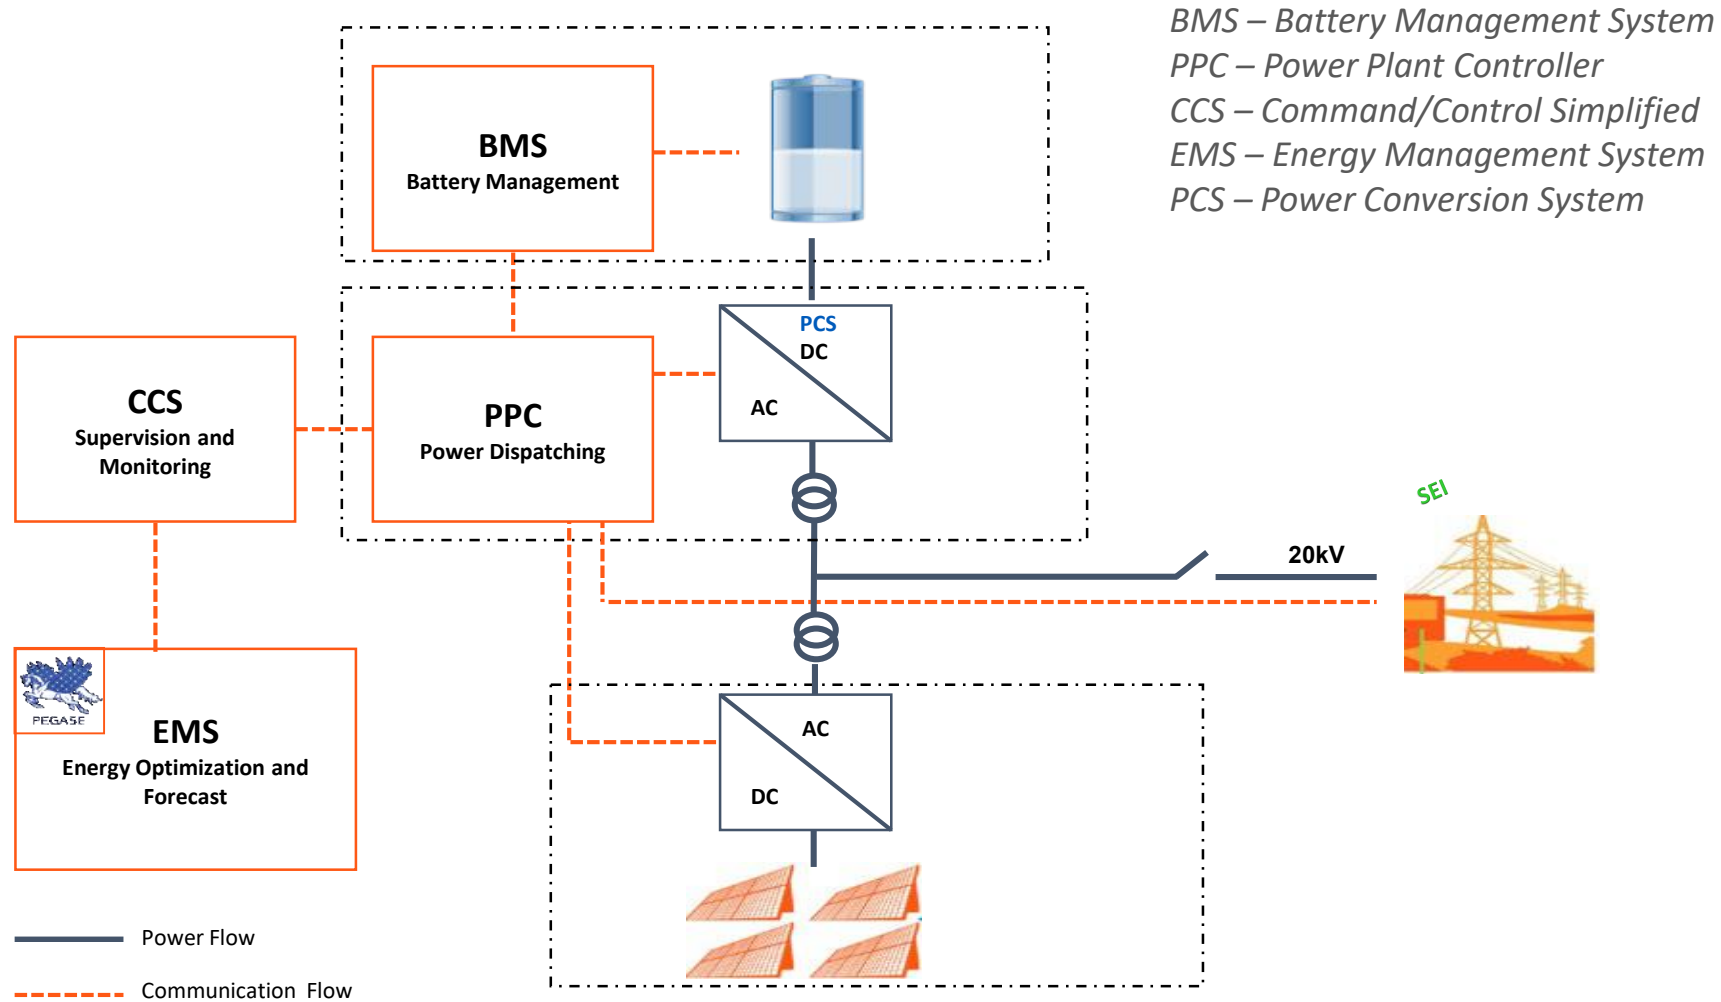 BMS – Battery Management System
PPC – Power Plant Controller
CCS – Command/Control Simplified
EMS – Energy Management System
PCS – Power Conversion System
BMS
Battery Management
PCS
DC
AC
CCS
Supervision and
Monitoring
PPC
Power Dispatching
SEI
20kV
PEGASE
EMS
Energy Optimization and
Forecast
AC
DC
Power Flow
Communication Flow